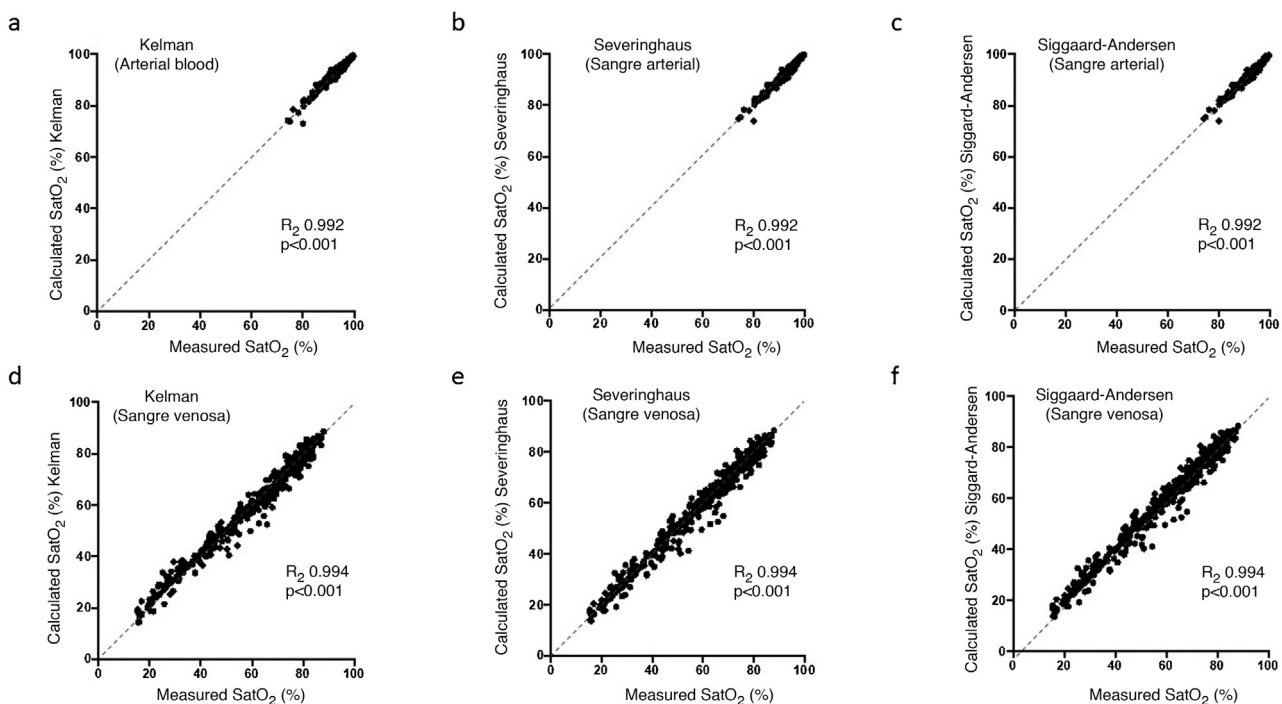 a
Kelman
(Arterial blood)
Calculated SatO2 (%) Kelman
100
80
60
40
20
0
R2 0.992
p<0.001
0 20 40 60 80 100
Measured SatO2 (%)
b
Severinghaus
(Sangre arterial)
Calculated SatO2 (%) Severinghaus
100
80
60
40
20
0
R2 0.992
p<0.001
0 20 40 60 80 100
Measured SatO2 (%)
c
Siggaard-Andersen
(Sangre arterial)
Calculated SatO2 (%) Siggard-Andersen
100
80
60
40
20
0
R2 0.992
p<0.001
0 20 40 60 80 100
Measured SatO2 (%)
d
Kelman
(Sangre venosa)
Calculated SatO2 (%) Kelman
100
80
60
40
20
0
R2 0.994
p<0.001
0 20 40 60 80 100
Measured SatO2 (%)
e
Severinghaus
(Sangre venosa)
Calculated SatO2 (%) Severinghaus
100
80
60
40
20
0
R2 0.994
p<0.001
0 20 40 60 80 100
Measured SatO2 (%)
f
Siggaard-Andersen
(Sangre venosa)
Calculated SatO2 (%) Siggard-Andersen
100
80
60
40
20
0
R2 0.994
p<0.001
0 20 40 60 80 100
Measured SatO2 (%)